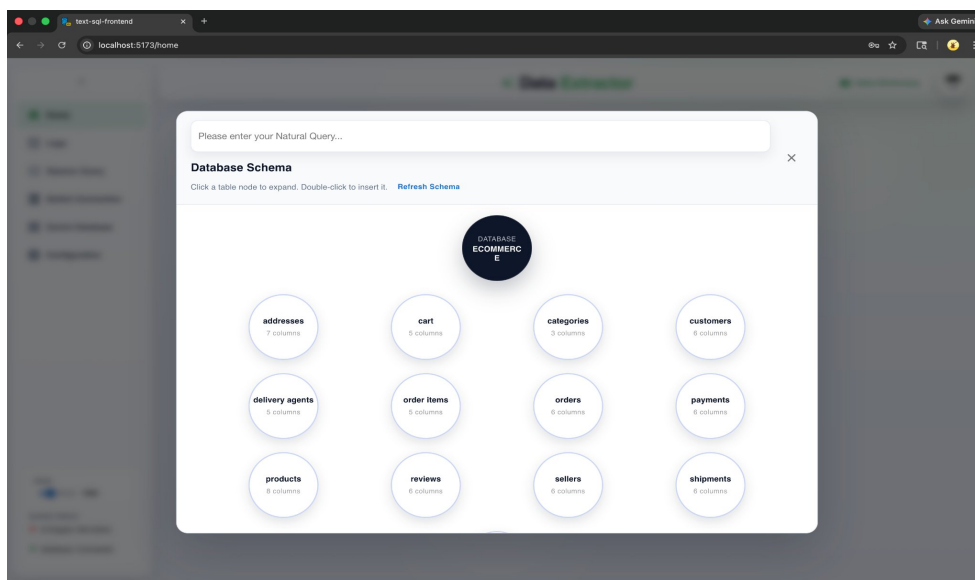 text-sql-frontend
Ask Gemini
localhost:5173/home
Data Extractor
Please enter your Natural Query...
Database Schema
Click a table node to expand. Double-click to insert it. Refresh Schema
DATABASE
ECOMMERC
E
addresses cart categories customers
7 columns 5 columns 3 columns 6 columns
delivery agents order items orders payments
5 columns 5 columns 6 columns 6 columns
products reviews sellers shipments
8 columns 6 columns 6 columns 6 columns